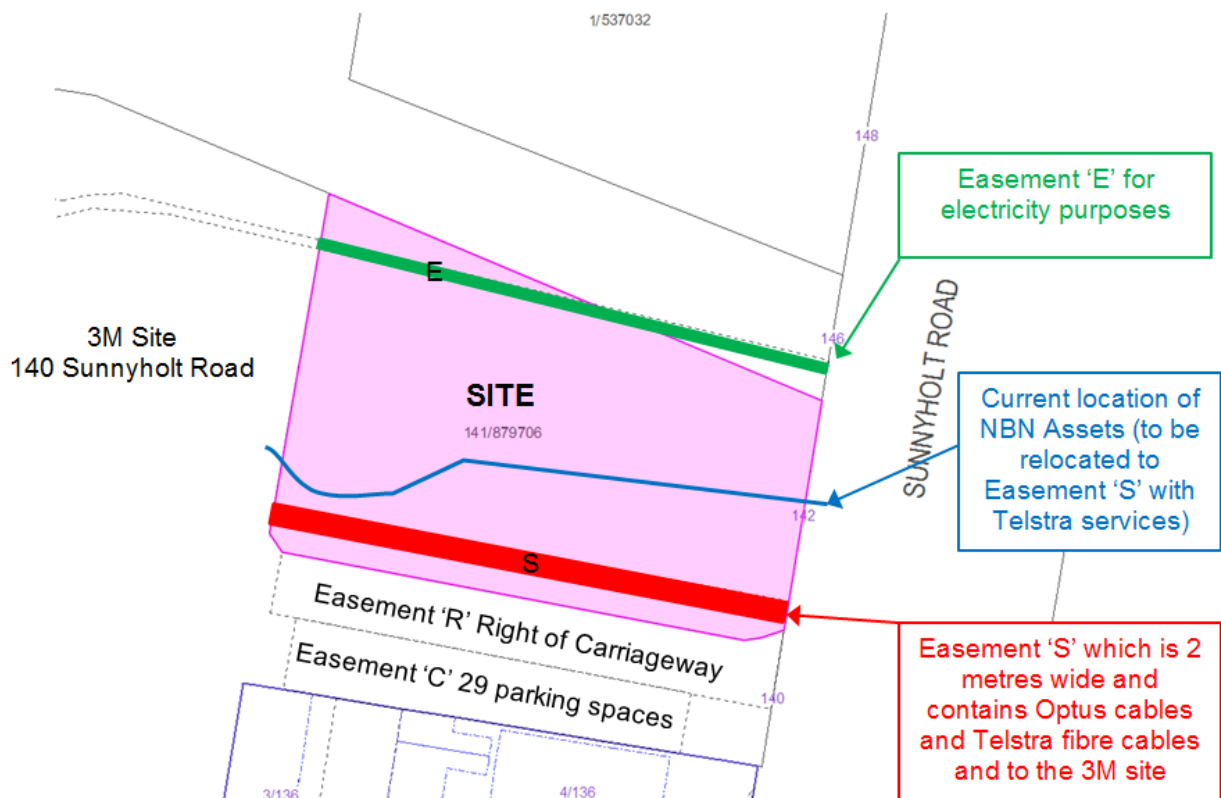 1/537032
148
Easement ‘E’ for
electricity purposes
E
146
3M Site
140 Sunnyholt Road
SUNNYHOLT ROAD
SITE
141/879706
Current location of
NBN Assets (to be
relocated to
Easement ‘S’ with
Telstra services)
142
S
Easement ‘R’ Right of Carriageway
Easement ‘C’ 29 parking spaces
140
Easement ‘S’ which is 2
metres wide and
contains Optus cables
and Telstra fibre cables
and to the 3M site
3/136
4/136